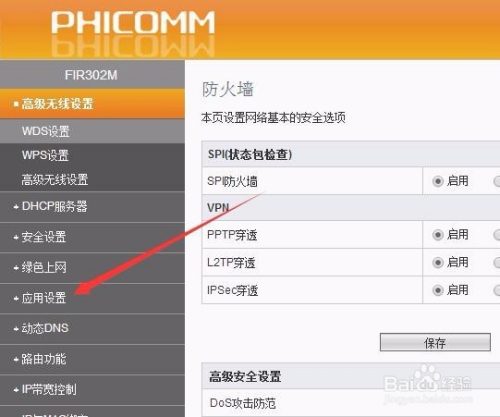 PHICOMM
FIR302M
高级无线设置
WDS设置
WPS设置
高级无线设置
+ DHCP服务器
+ 安全设置
+ 绿色上网
+ 应用设置
+ 动态DNS
+ 路由功能
+ IP带宽控制
防火墙
本页设置网络基本的安全选项
SPI(状态包检查)
SPI防火墙 启用
VPN
PPTP穿透 启用
L2TP穿透 启用
IPSec穿透 启用
保存
高级安全设置
DoS攻击防范
Baidu经验